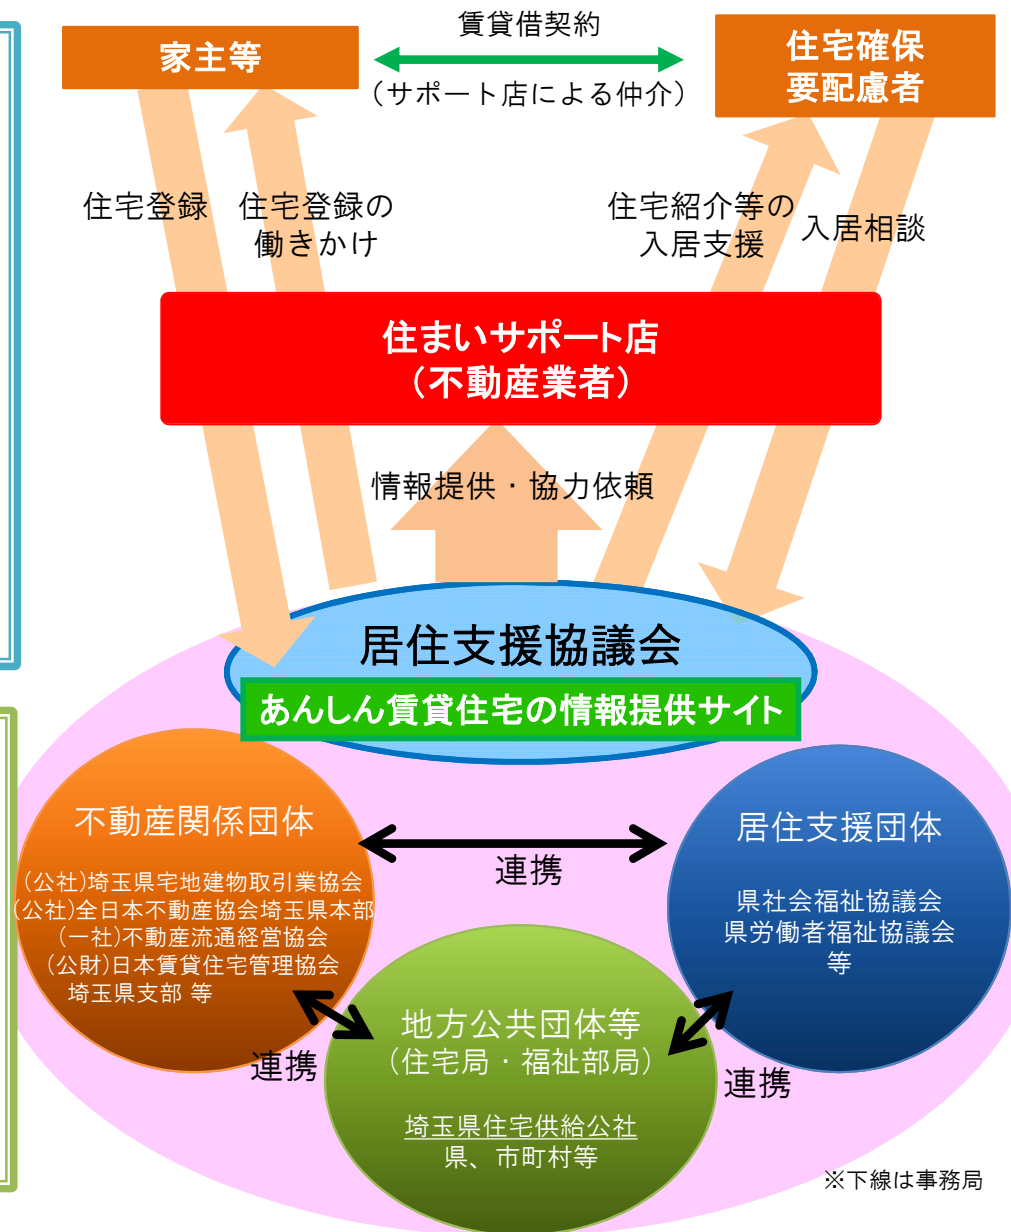 賃貸借契約
家主等
住宅確保
要配慮者
（サポート店による仲介）
住宅登録
住宅登録の
働きかけ
住宅紹介等の
入居支援
入居相談
住まいサポート店
（不動産業者）
情報提供・協力依頼
居住支援協議会
あんしん賃貸住宅の情報提供サイト
不動産関係団体
(公社)埼玉県宅地建物取引業協会
(公社)全日本不動産協会埼玉県本部
(一社)不動産流通経営協会
(公財)日本賃貸住宅管理協会
埼玉県支部 等
連携
居住支援団体
県社会福祉協議会
県労働者福祉協議会
等
地方公共団体等
（住宅局・福祉部局）
埼玉県住宅供給公社
県、市町村等
連携
連携
※下線は事務局